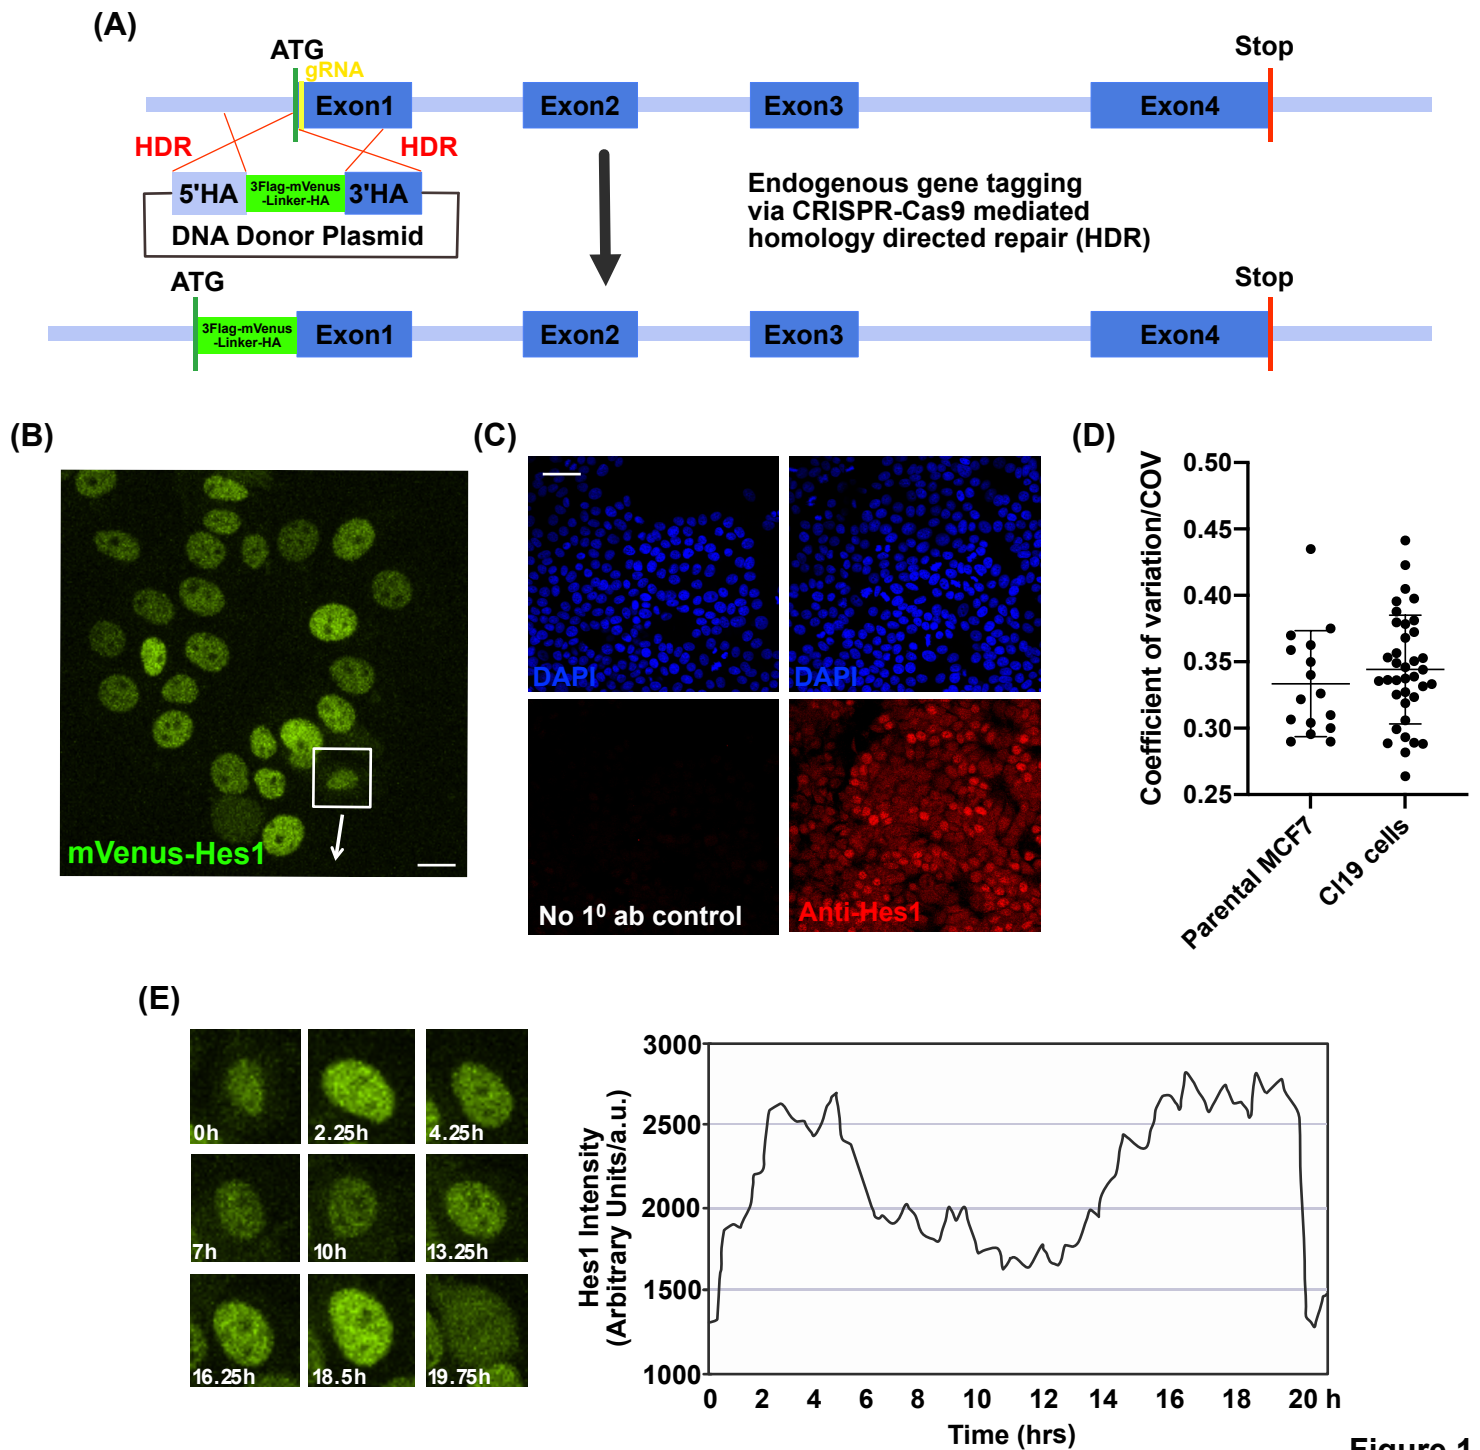 (A)
ATG
gRNA
Stop
Exon1
Exon2
Exon3
Exon4
HDR
HDR
5'HA
3Flag-mVenus
-Linker-HA
3'HA
DNA Donor Plasmid
Endogenous gene tagging
via CRISPR-Cas9 mediated
homology directed repair (HDR)
ATG
Stop
3Flag-mVenus
-Linker-HA
Exon1
Exon2
Exon3
Exon4
(B)
mVenus-Hes1
(C)
DAPI
DAPI
No 1⁰ ab control
Anti-Hes1
(D)
Coefficient of variation/COV
0.50
0.45
0.40
0.35
0.30
0.25
Parental MCF7
Cl19 cells
(E)
0h
2.25h
4.25h
7h
10h
13.25h
16.25h
18.5h
19.75h
Hes1 Intensity
(Arbitrary Units/a.u.)
3000
2500
2000
1500
1000
0 2 4 6 8 10 12 14 16 18 20 h
Time (hrs)
Figure 1